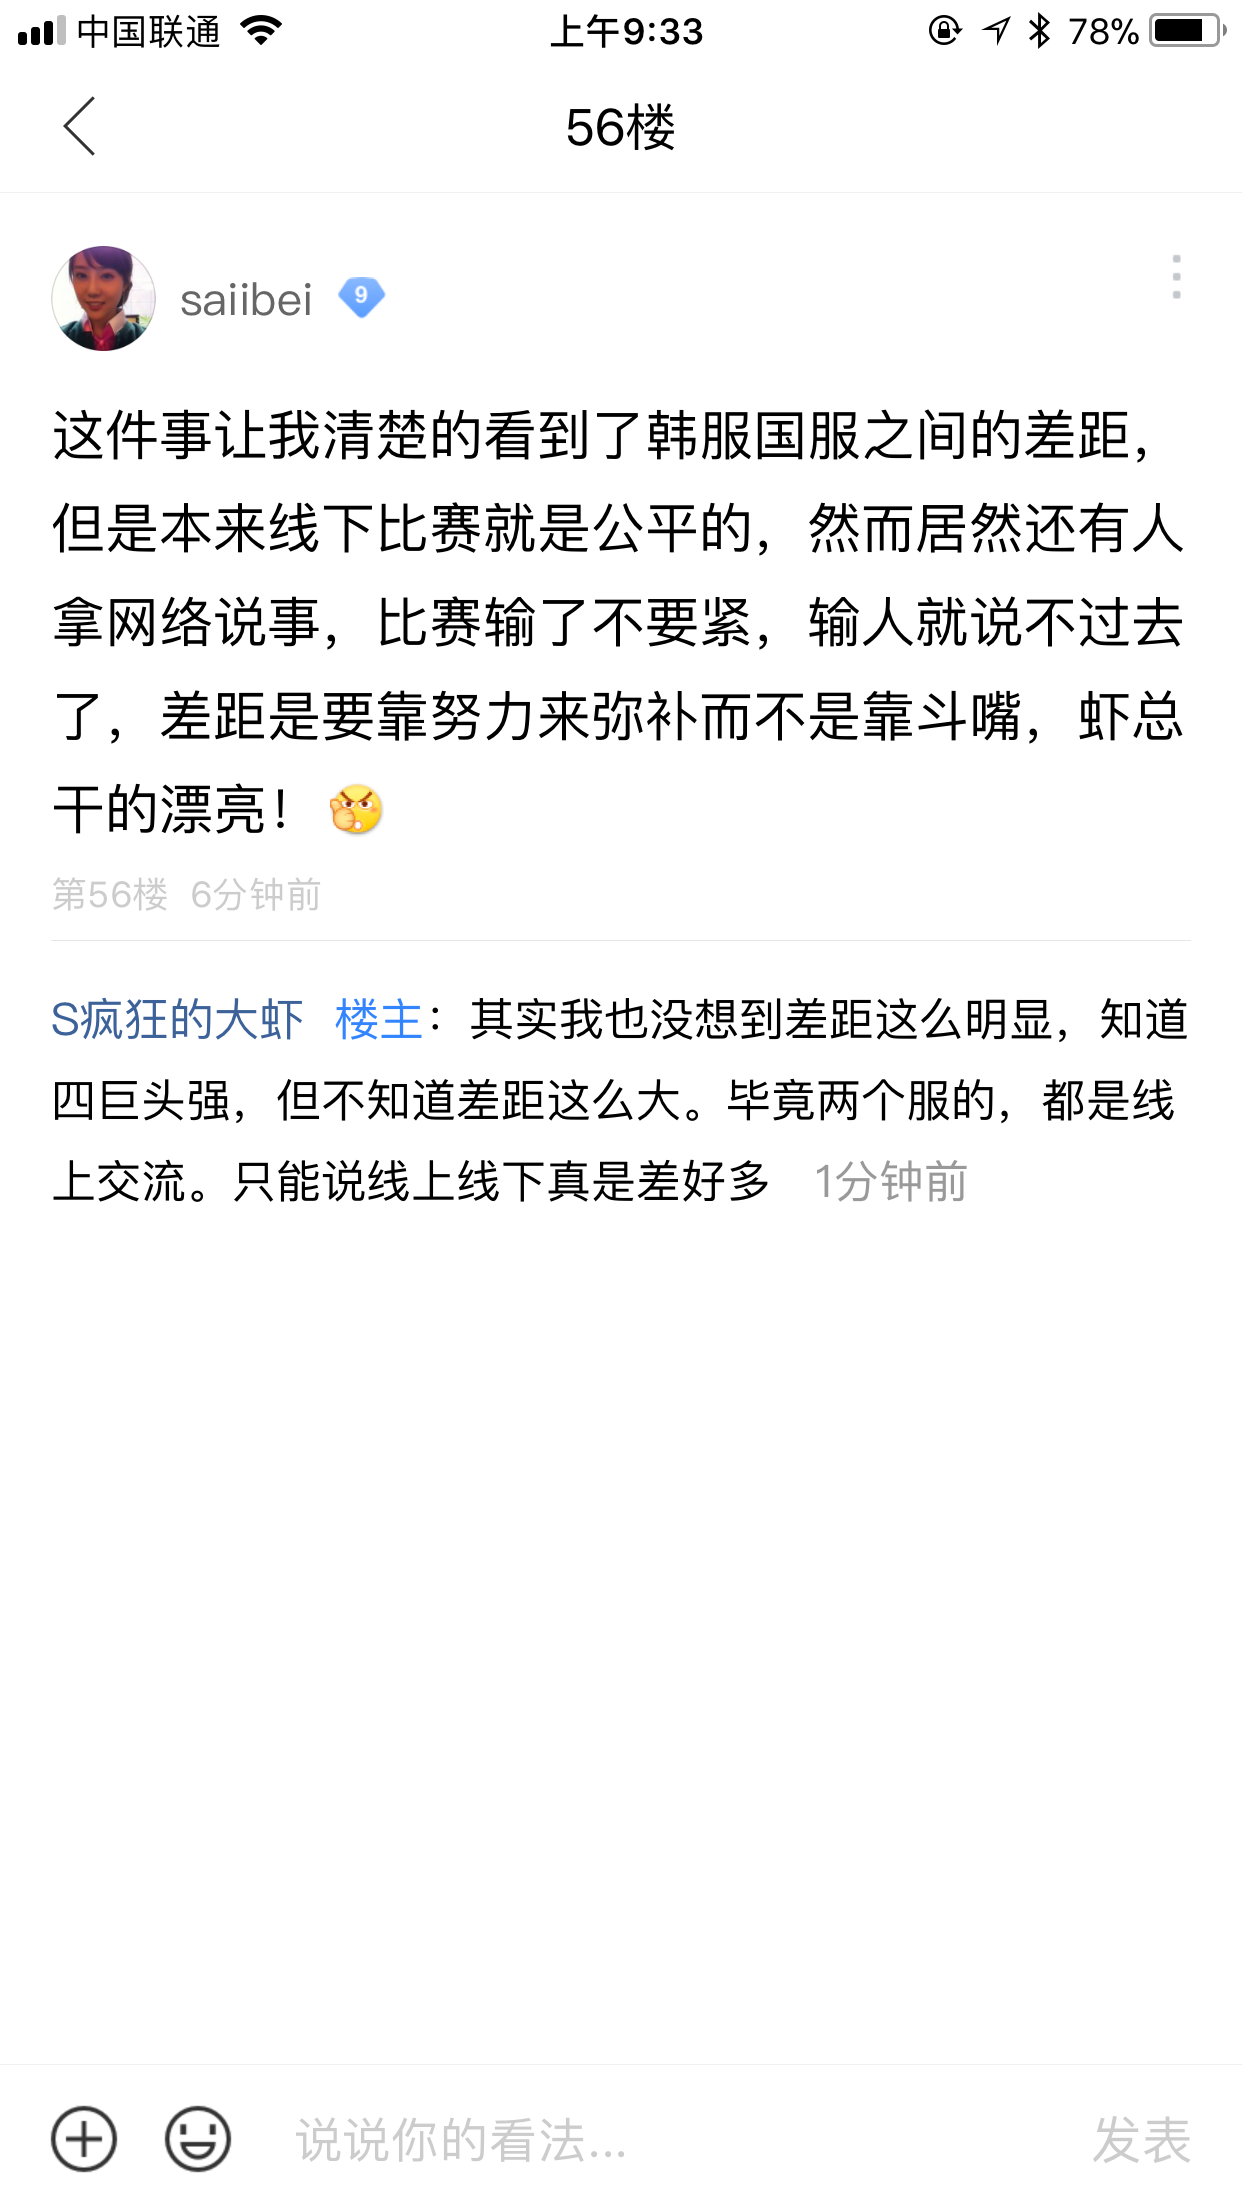 中国联通 上午9:33 78%
56楼
saiibei 9
这件事让我清楚的看到了韩服国服之间的差距，
但是本来线下比赛就是公平的，然而居然还有人
拿网络说事，比赛输了不要紧，输人就说不过去
了，差距是要靠努力来弥补而不是靠斗嘴，虾总
干的漂亮！
第56楼 6分钟前
S疯狂的大虾 楼主：其实我也没想到差距这么明显，知道
四巨头强，但不知道差距这么大。毕竟两个服的，都是线
上交流。只能说线上线下真是差好多 1分钟前
说说你的看法... 发表